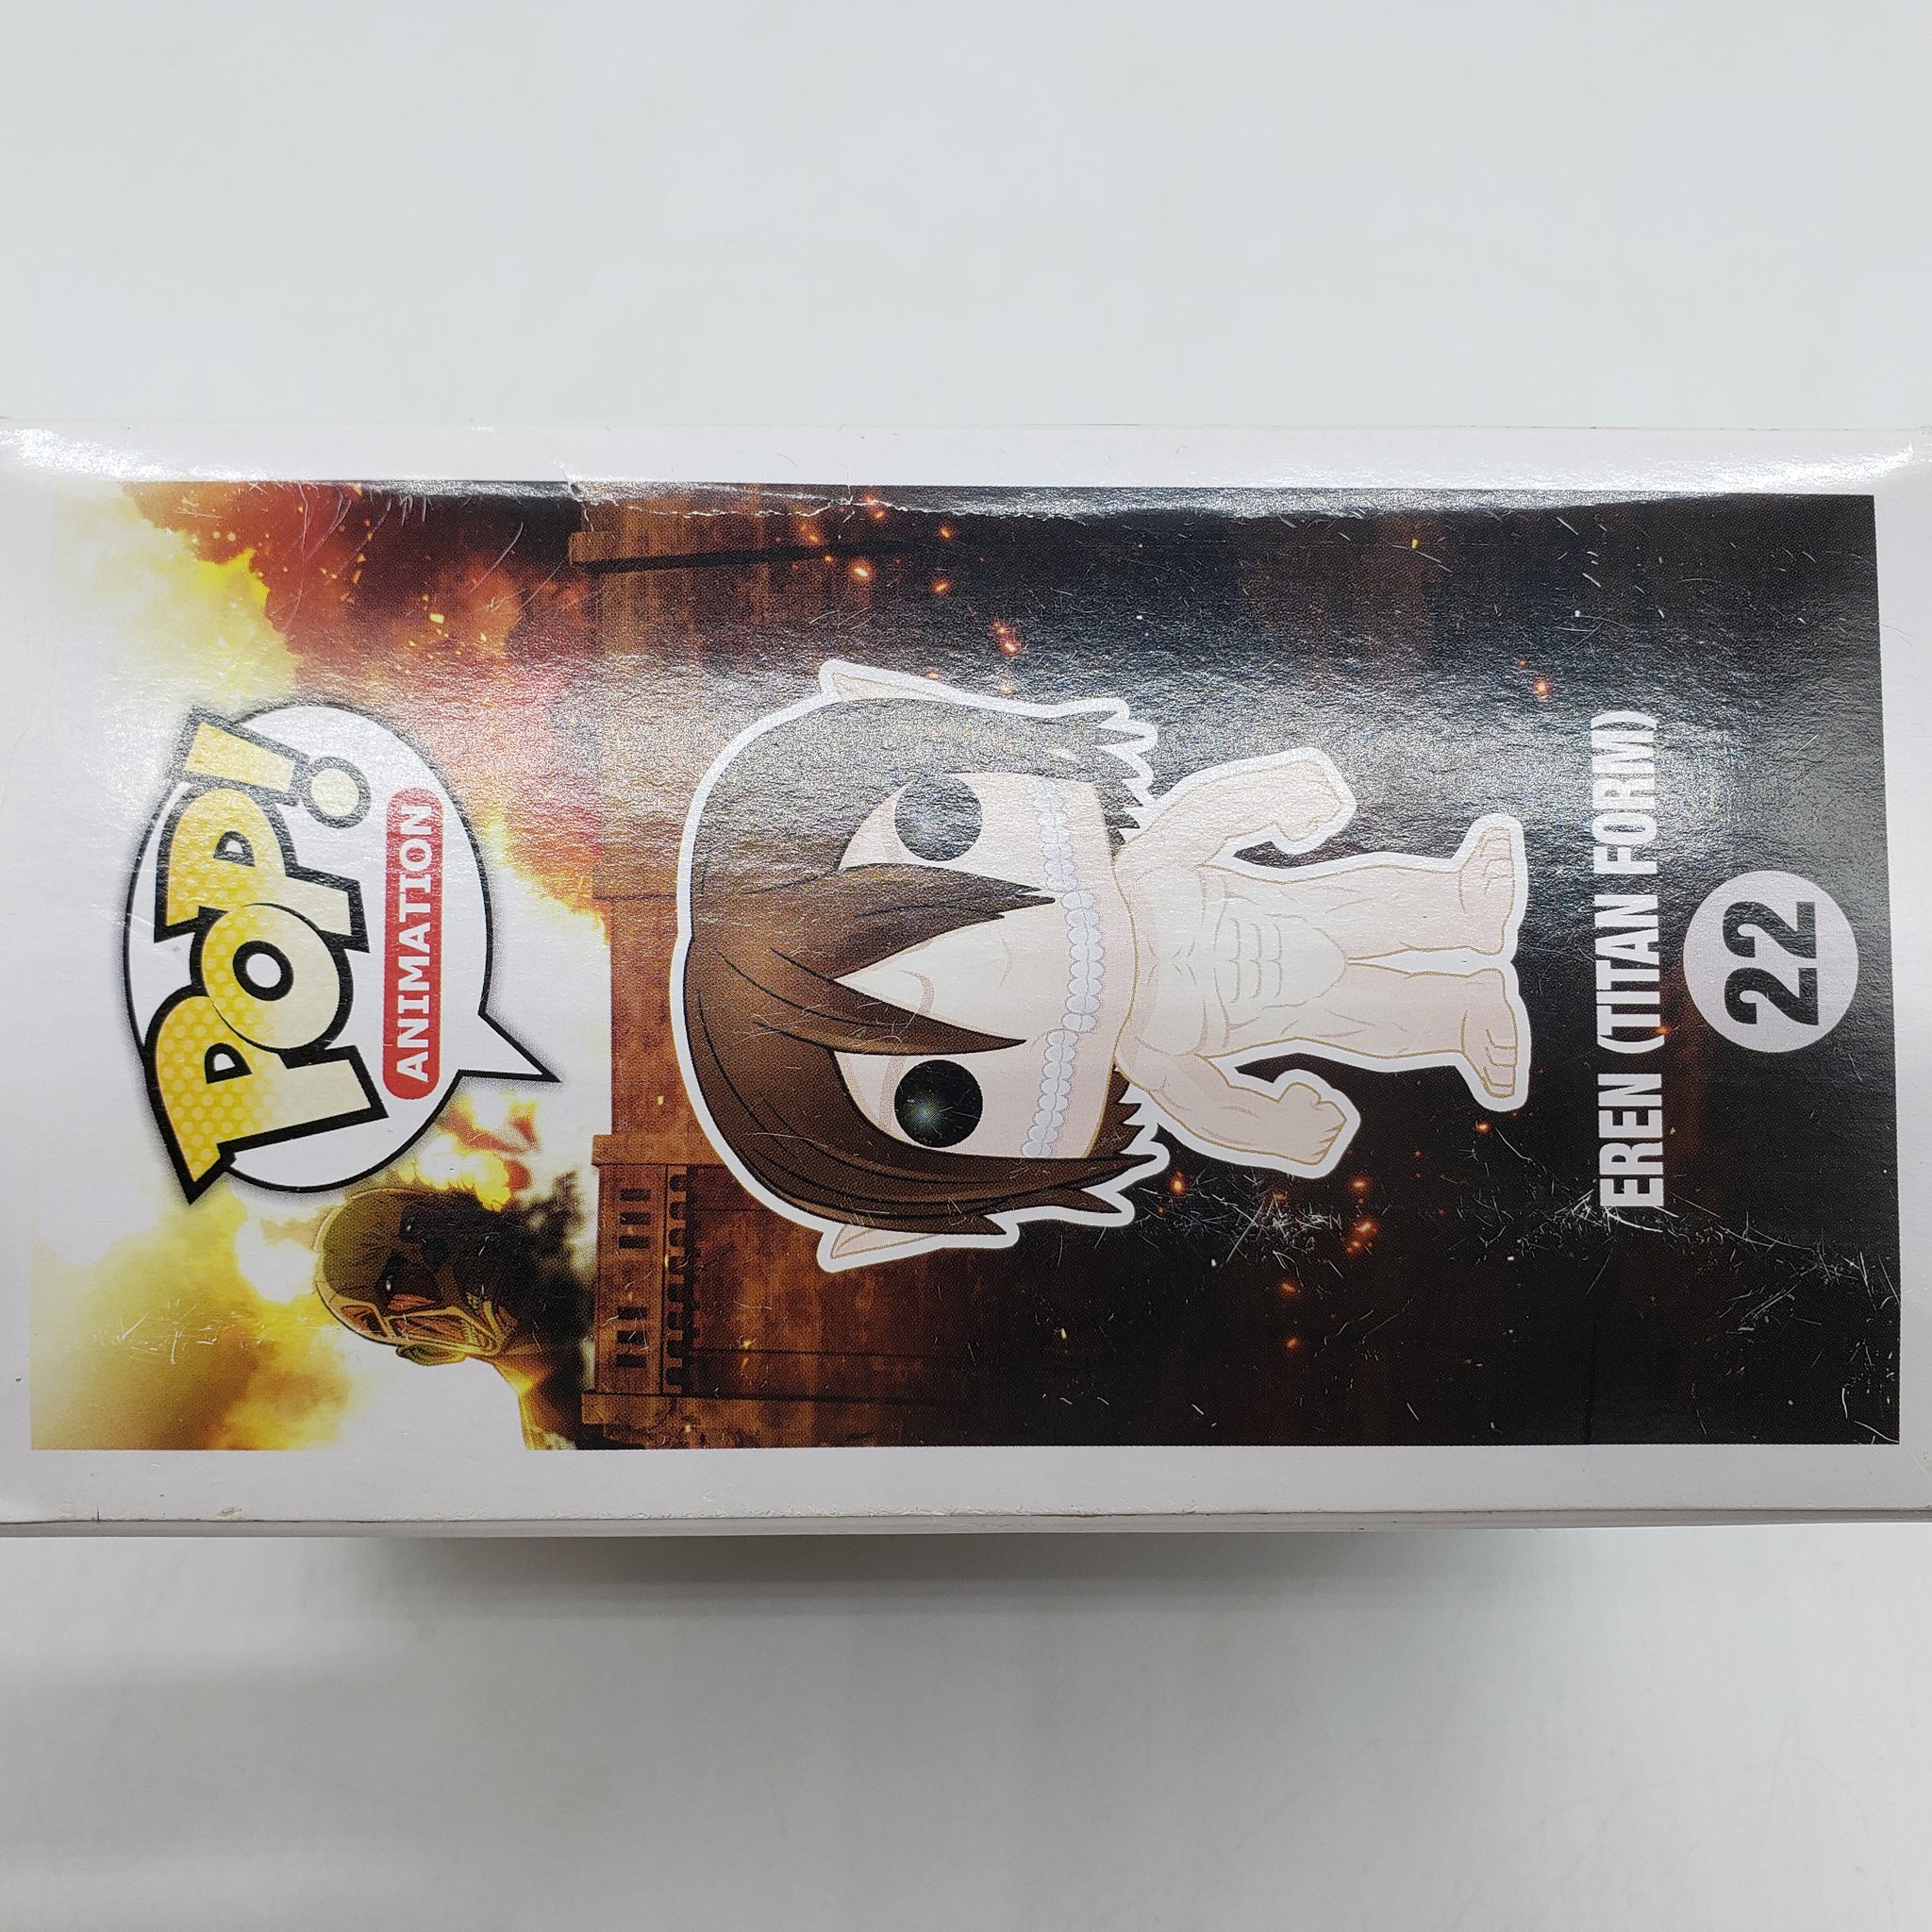 POP!
ANIMATION
EREN (TITAN FORM)
22